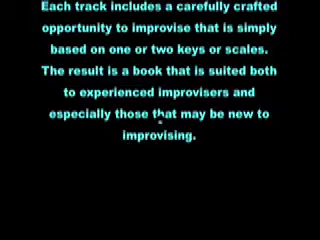 Each track includes a carefully crafted
opportunity to improvise that is simply
based on one or two keys or scales.
The result is a book that is suited both
to experienced improvisers and
especially those that may be new to
improvising.